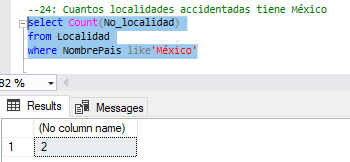 --24: Cuantos localidades accidentadas tiene México
select Count(No_localidad)
from Localidad
where NombrePais like'México'
82 %
Results Messages
(No column name)
1 2